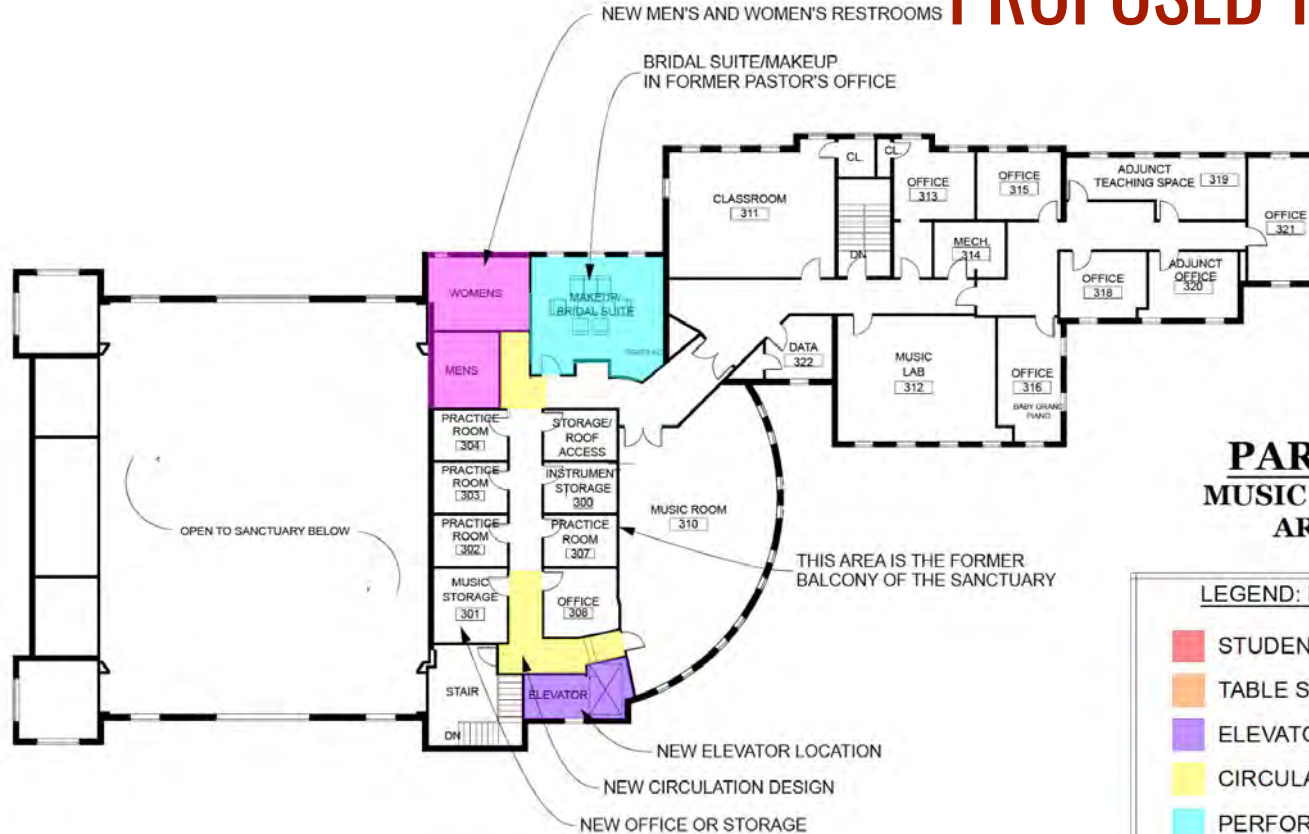 PROPOSED
NEW MEN'S AND WOMEN'S RESTROOMS
BRIDAL SUITE/MAKEUP
IN FORMER PASTOR'S OFFICE
CL.
CL.
CLASSROOM
311
OFFICE
313
OFFICE
315
ADJUNCT
TEACHING SPACE 319
OFFICE
321
MECH.
314
DN
OFFICE
318
ADJUNCT
OFFICE
320
WOMENS
MAKEUP/
BRIDAL SUITE
MENS
DATA
322
MUSIC
LAB
312
OFFICE
316
BABY GRAND
PIANO
PRACTICE
ROOM
304
STORAGE/
ROOF
ACCESS
PRACTICE
ROOM
303
INSTRUMENT
STORAGE
300
MUSIC ROOM
310
OPEN TO SANCTUARY BELOW
PRACTICE
ROOM
302
PRACTICE
ROOM
307
THIS AREA IS THE FORMER
BALCONY OF THE SANCTUARY
MUSIC
STORAGE
301
OFFICE
308
STAIR
ELEVATOR
DN
NEW ELEVATOR LOCATION
NEW CIRCULATION DESIGN
NEW OFFICE OR STORAGE
PAR
MUSIC
AR
LEGEND:
STUDEN
TABLE S
ELEVATO
CIRCULA
PERFOR